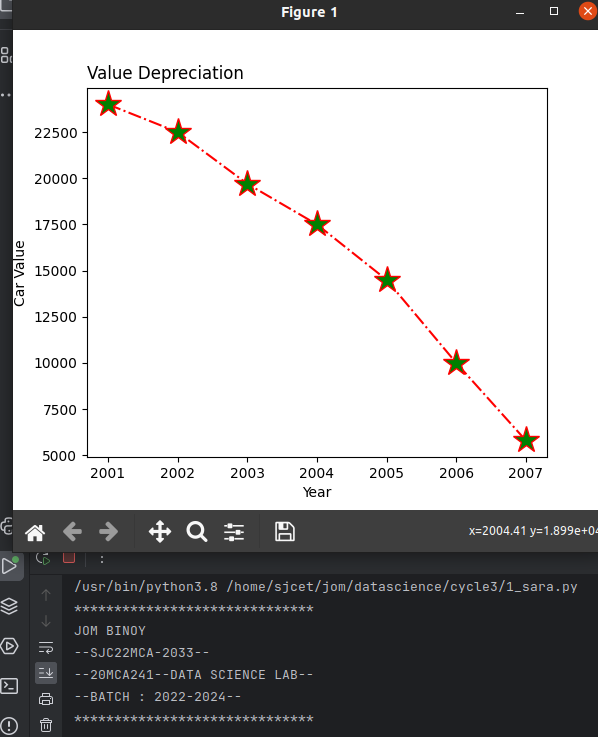 Figure 1
Value Depreciation
22500
20000
17500
15000
12500
10000
7500
5000
Car Value
2001 2002 2003 2004 2005 2006 2007
Year
x=2004.41 y=1.899e+04
/usr/bin/python3.8 /home/sjcet/jom/datascience/cycle3/1_sara.py
******************************
JOM BINOY
--SJC22MCA-2033--
--20MCA241--DATA SCIENCE LAB--
--BATCH : 2022-2024--
******************************